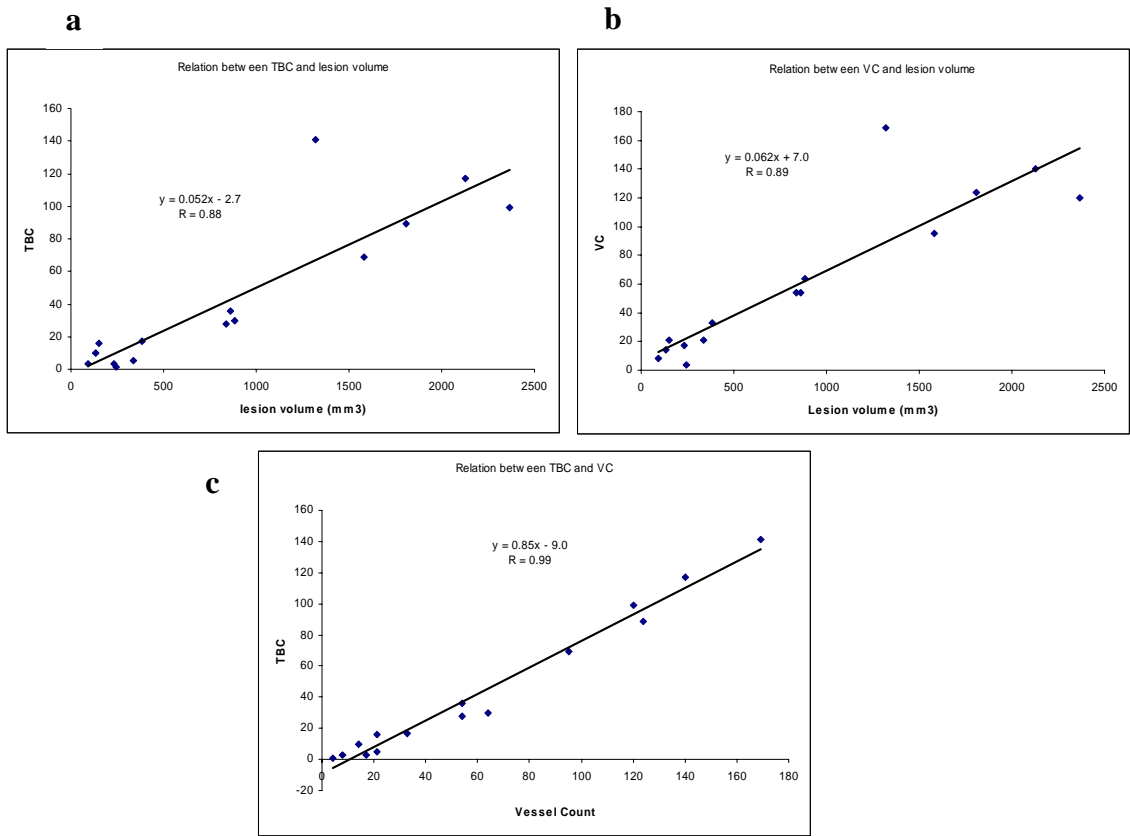 a
Relation between TBC and lesion volume
160
140
120
100
80
60
40
20
0
TBC
y = 0.052x - 2.7
R = 0.88
0 500 1000 1500 2000 2500
lesion volume (mm3)
b
Relation between VC and lesion volume
180
160
140
120
100
80
60
40
20
0
VC
y = 0.062x + 7.0
R = 0.89
0 500 1000 1500 2000 2500
Lesion volume (mm3)
c
Relation between TBC and VC
160
140
120
100
80
60
40
20
0
-20
TBC
y = 0.85x - 9.0
R = 0.99
0 20 40 60 80 100 120 140 160 180
Vessel Count